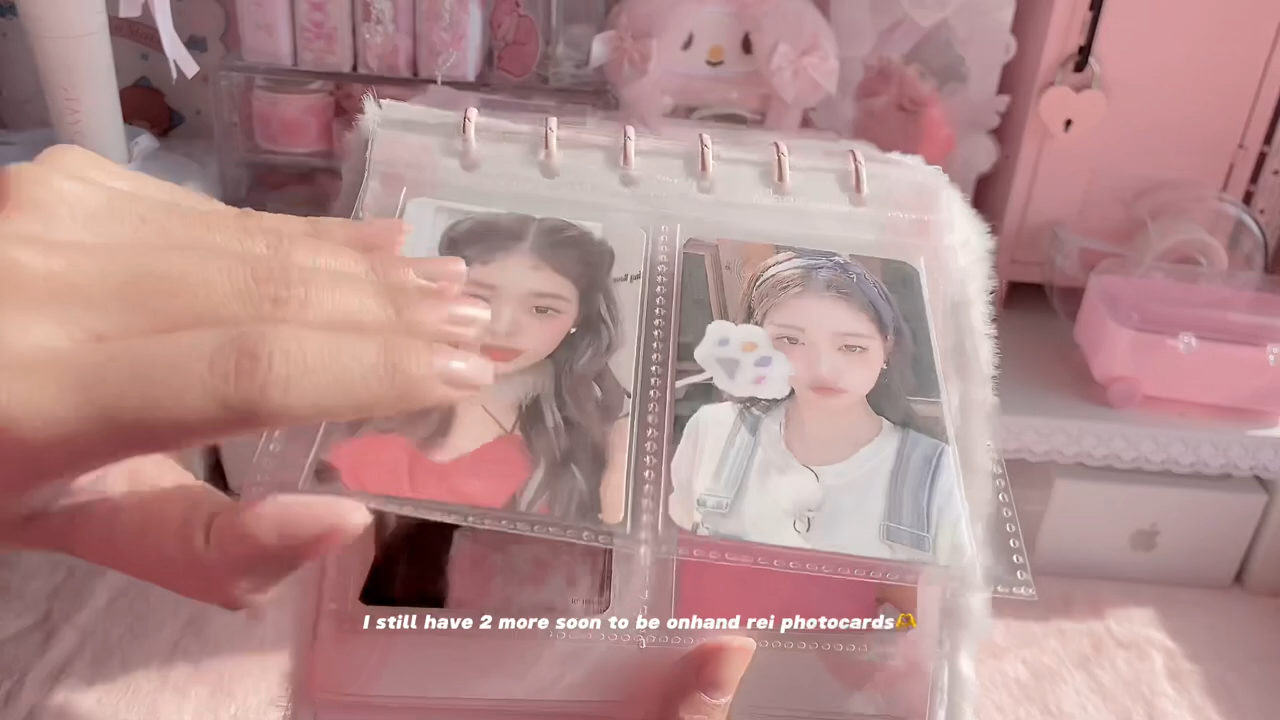 I still have 2 more soon to be onhand rei photocards🫶